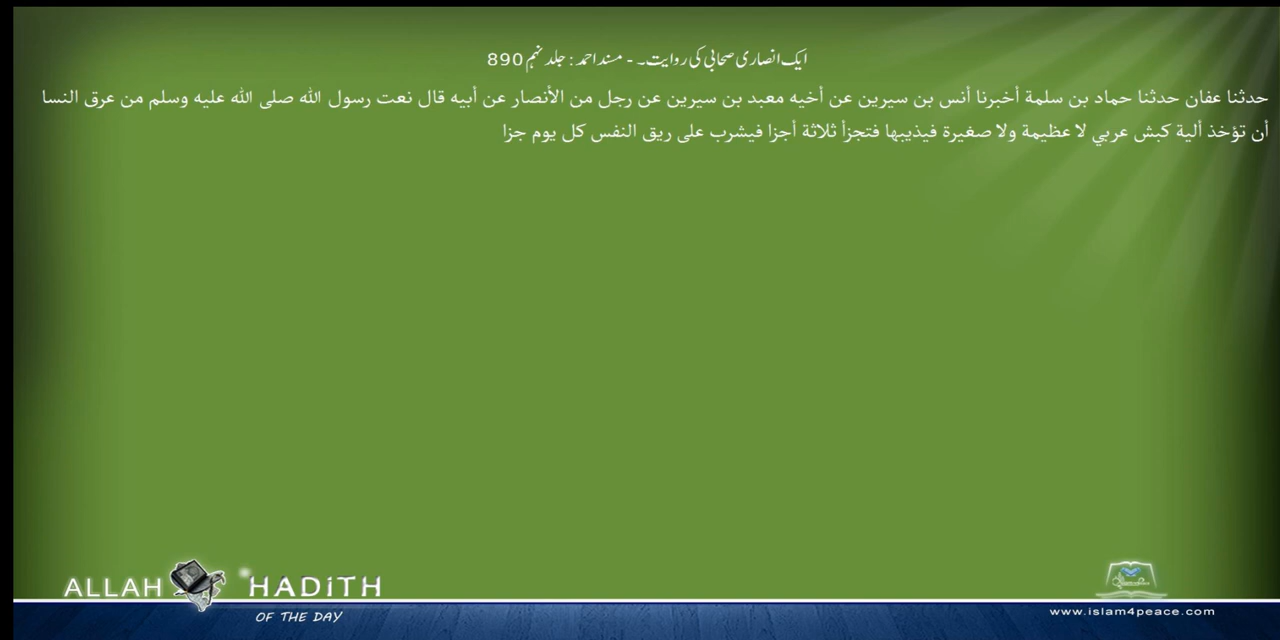 ایک انصاری صحابی کی روایت۔ - مسند احمد : جلد نہم 890
حدثنا عفان حدثنا حماد بن سلمة أخبرنا أنس بن سيرين عن أخيه معبد بن سيرين عن رجل من الأنصار عن أبيه قال نعت رسول الله صلى الله عليه وسلم من عرق النسا
أن تؤخذ ألية كبش عربي لا عظيمة ولا صغيرة فيذيبها فتجزأ ثلاثة أجزا فيشرب على ريق النفس كل يوم جزا
ALLAH HADITH
OF THE DAY
www.islam4peace.com